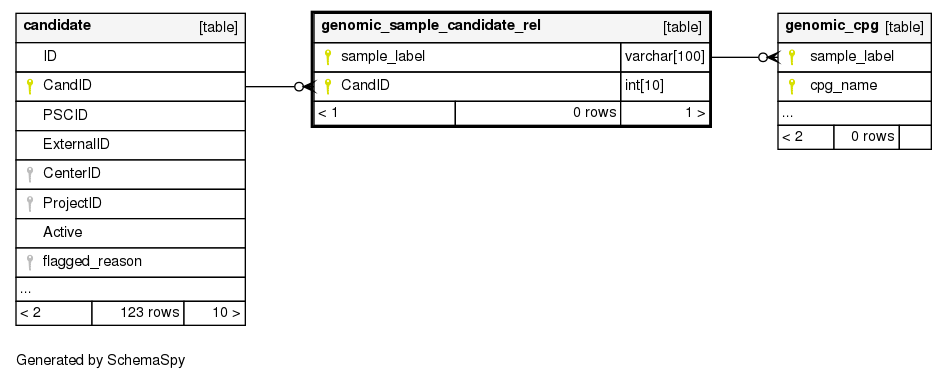 candidate [table]
ID
CandID
PSCID
ExternalID
CenterID
ProjectID
Active
flagged_reason
...
< 2 123 rows 10 >
genomic_sample_candidate_rel [table]
sample_label varchar[100]
CandID int[10]
< 1 0 rows 1 >
genomic_cpg [table]
sample_label
cpg_name
...
< 2 0 rows
Generated by SchemaSpy